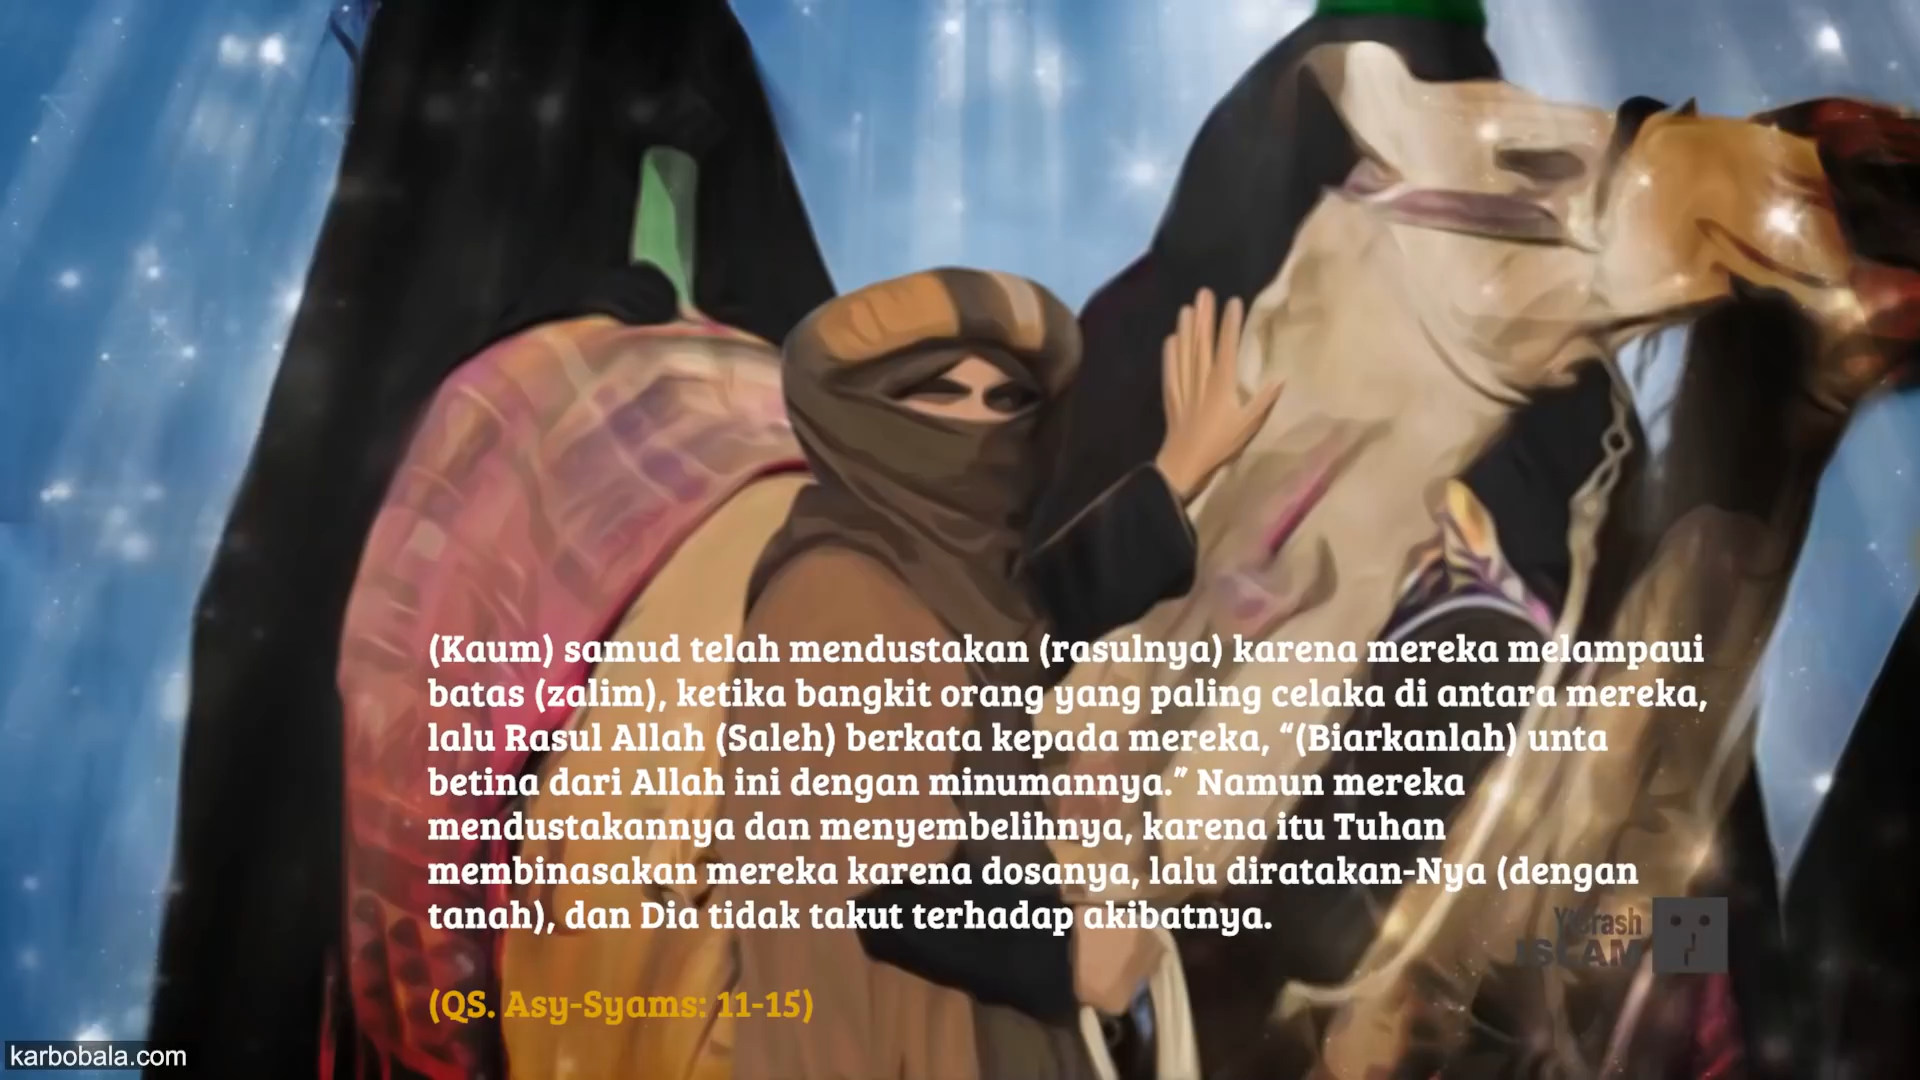 (Kaum) samud telah mendustakan (rasulnya) karena mereka melampaui
batas (zalim), ketika bangkit orang yang paling celaka di antara mereka,
lalu Rasul Allah (Saleh) berkata kepada mereka, “(Biarkanlah) unta
betina dari Allah ini dengan minumannya.” Namun mereka
mendustakannya dan menyembelihnya, karena itu Tuhan
membinasakan mereka karena dosanya, lalu diratakan-Nya (dengan
tanah), dan Dia tidak takut terhadap akibatnya.
(QS. Asy-Syams: 11-15)
ISLAM
karbobala.com